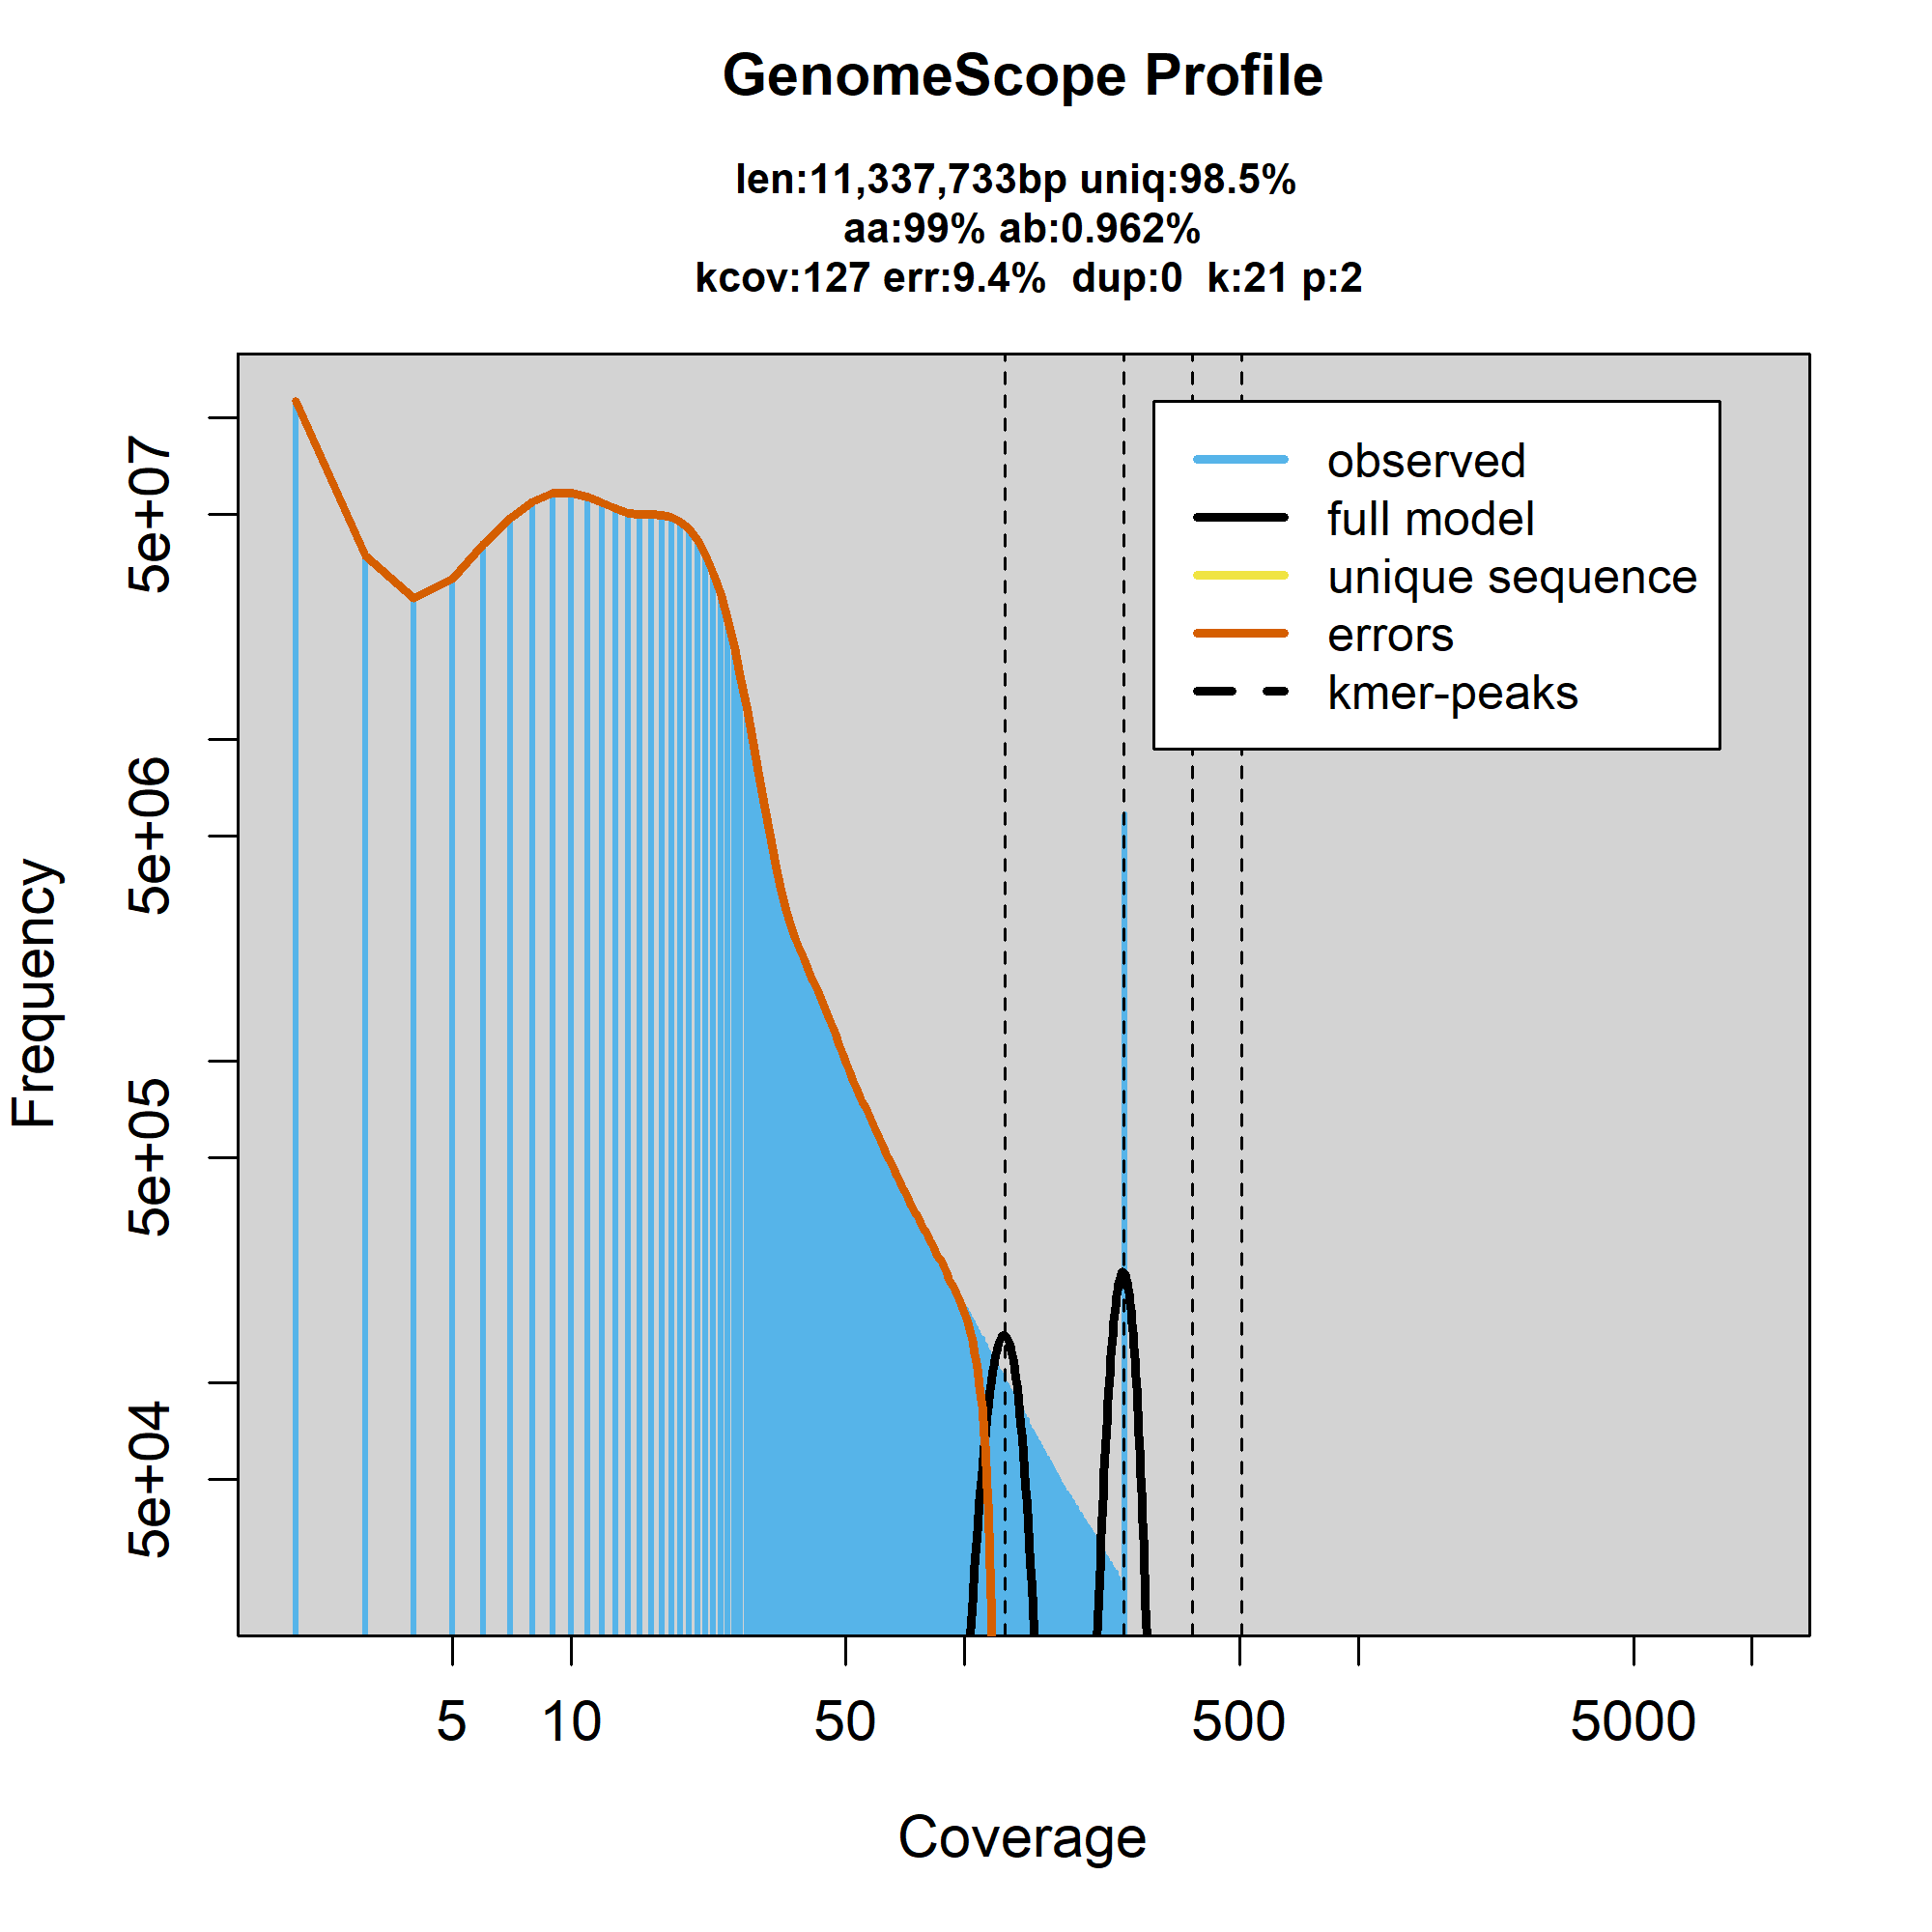 GenomeScope Profile
len:11,337,733bp uniq:98.5%
aa:99% ab:0.962%
kcov:127 err:9.4% dup:0 k:21 p:2
observed
full model
unique sequence
errors
kmer-peaks
Frequency
5e+07
5e+06
5e+05
5e+04
5 10 50 500 5000
Coverage